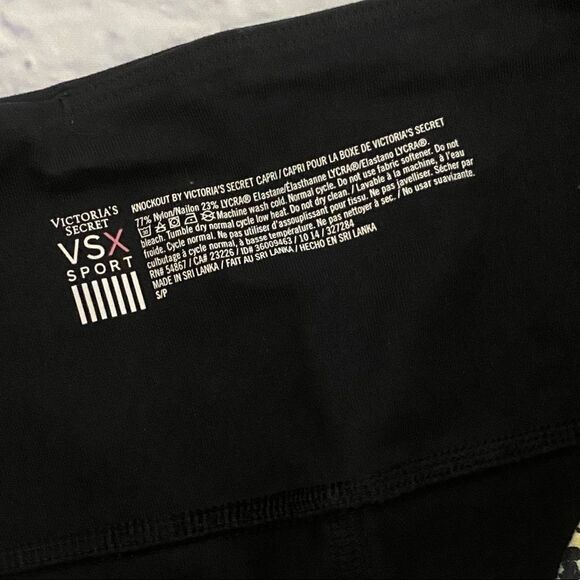 VICTORIA'S
SECRET
VSX
SPORT
KNOCKOUT BY VICTORIA'S SECRET CAPRI / CAPRI POUR LA BOXE DE VICTORIA'S SECRET
77% Nylon/Nailon 23% LYCRA® Elastane/Élasthanne LYCRA®/Elastano LYCRA®.
Machine wash cold. Normal cycle. Do not use fabric softener. Do not
bleach. Tumble dry normal cycle low heat. Do not dry clean. / Lavable à la machine, à l'eau
froide. Cycle normal. Ne pas utiliser d'assouplissant pour tissu. Ne pas javelliser. Sécher par
culbutage à cycle normal, à basse température. Ne pas nettoyer à sec. / No usar suavizante.
RN# 54867 / CA# 23226 / ID# 36009463 / 10 14 / 327284
MADE IN SRI LANKA / FAIT AU SRI LANKA / HECHO EN SRI LANKA
S/P